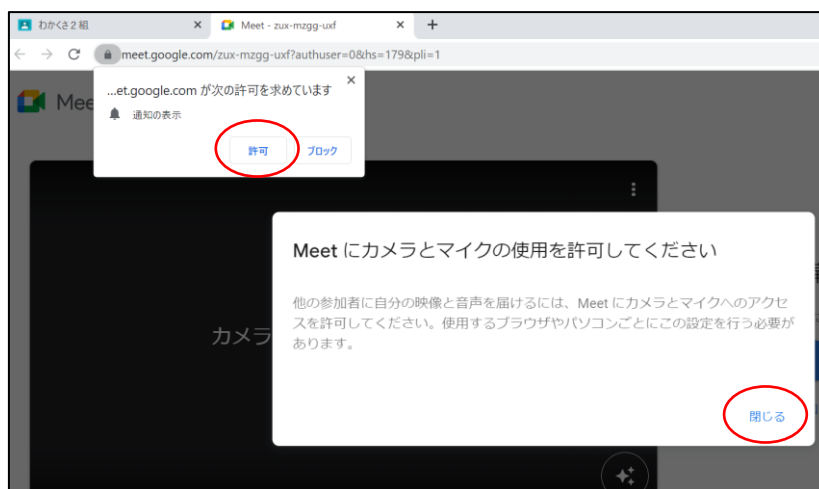 わかくさ2組
Meet - zux-mzgg-uxf
meet.google.com/zux-mzgg-uxf?authuser=0&hs=179&pli=1
Mee
...et.google.com が次の許可を求めています
通知の表示
許可
ブロック
カメラ
Meet にカメラとマイクの使用を許可してください
他の参加者に自分の映像と音声を届けるには、Meet にカメラとマイクへのアクセ
スを許可してください。使用するブラウザやパソコンごとにこの設定を行う必要が
あります。
閉じる